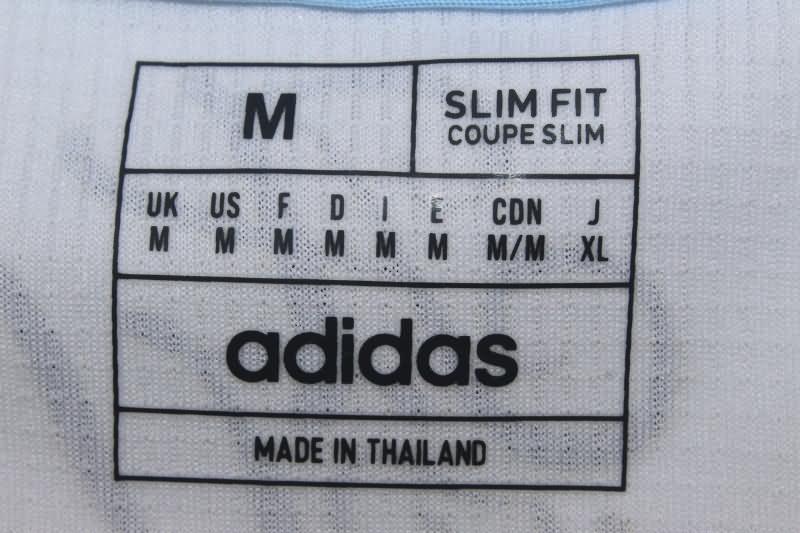 M
SLIM FIT
COUPE SLIM
UK US F D I E CDN J
M M M M M M M/M XL
adidas
MADE IN THAILAND